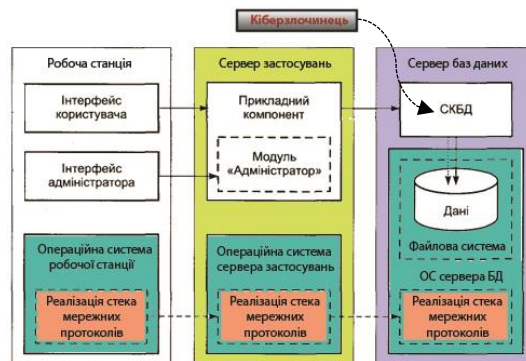 Кіберзлочинець
Робоча станція
Інтерфейс
користувача
Інтерфейс
адміністратора
Операційна система
робочої станції
Реалізація стека
мережних
протоколів
Сервер застосувань
Прикладний
компонент
Модуль
«Адміністратор»
Операційна система
сервера застосувань
Реалізація стека
мережних
протоколів
Сервер баз даних
СКБД
Дані
Файлова система
ОС сервера БД
Реалізація стека
мережних
протоколів